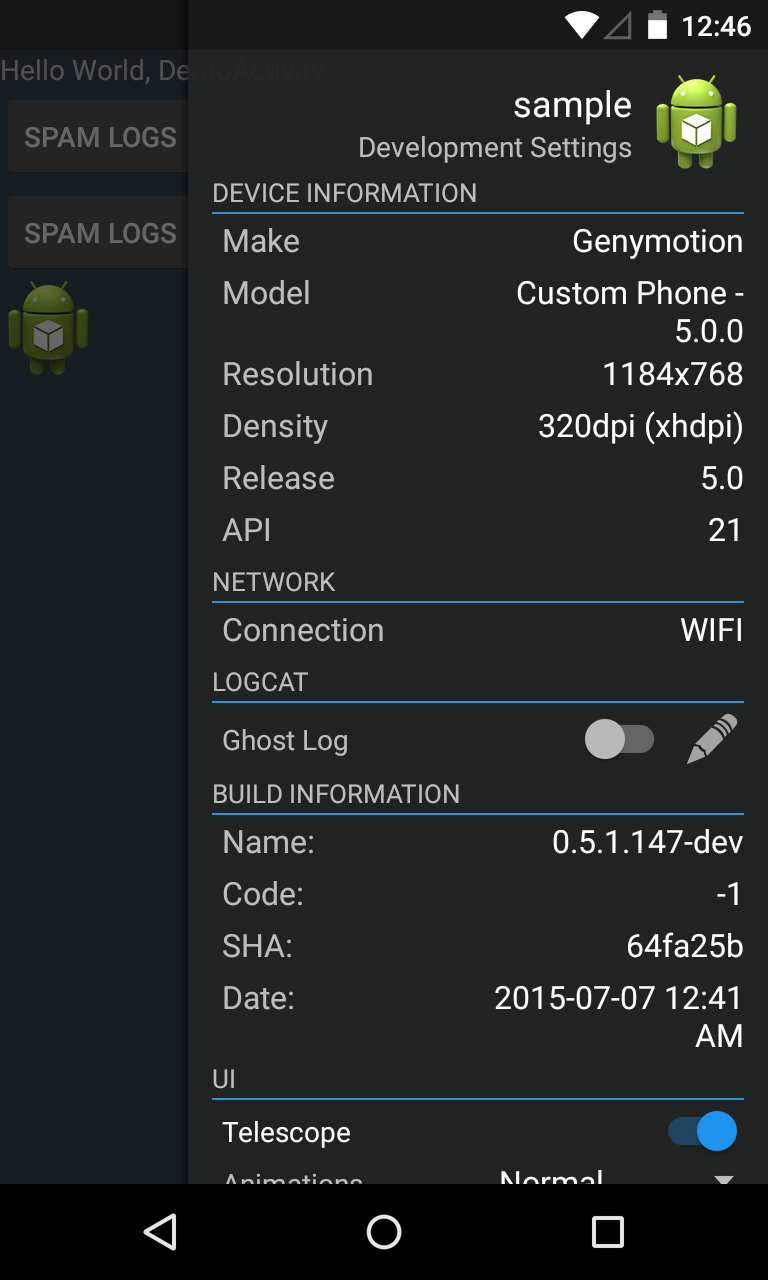 12:46
Hello World, DemoActivity
SPAM LOGS
SPAM LOGS
sample
Development Settings
DEVICE INFORMATION
Make Genymotion
Model Custom Phone -
5.0.0
Resolution 1184x768
Density 320dpi (xhdpi)
Release 5.0
API 21
NETWORK
Connection WIFI
LOGCAT
Ghost Log
BUILD INFORMATION
Name: 0.5.1.147-dev
Code: -1
SHA: 64fa25b
Date: 2015-07-07 12:41
AM
UI
Telescope
Animations Normal